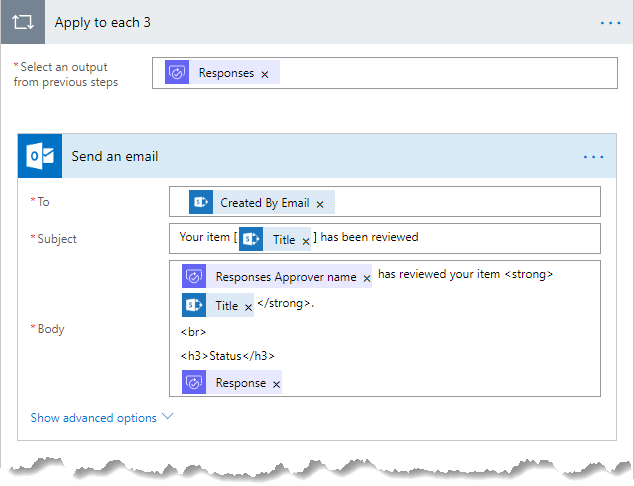 Apply to each 3
...
* Select an output
from previous steps
Responses ×
Send an email
...
* To
Created By Email ×
* Subject
Your item [ Title × ] has been reviewed
* Body
Responses Approver name × has reviewed your item <strong>
Title × </strong>.
<br>
<h3>Status</h3>
Response ×
Show advanced options